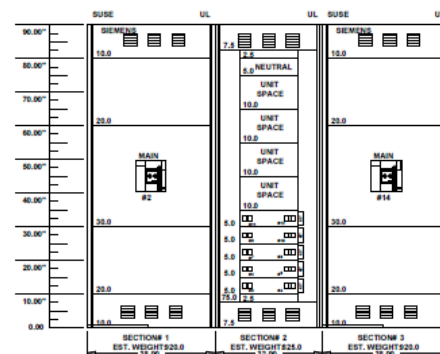 SUSE UL SUSE
90.00"
80.00"
70.00"
60.00"
50.00"
40.00"
30.00"
20.00"
10.00"
0.00
SIEMENS
10.0
20.0
MAIN
#2
30.0
20.0
10.0
7.5
2.5
5.0 NEUTRAL
UNIT
SPACE
10.0
UNIT
SPACE
10.0
UNIT
SPACE
10.0
UNIT
SPACE
10.0
5.0
5.0
5.0
5.0
5.0
75.0 2.5
7.5
UL
SIEMENS
10.0
20.0
MAIN
#14
30.0
20.0
10.0
SECTION# 1
EST. WEIGHT:920.0
SECTION# 2
EST. WEIGHT:525.0
SECTION# 3
EST. WEIGHT:920.0